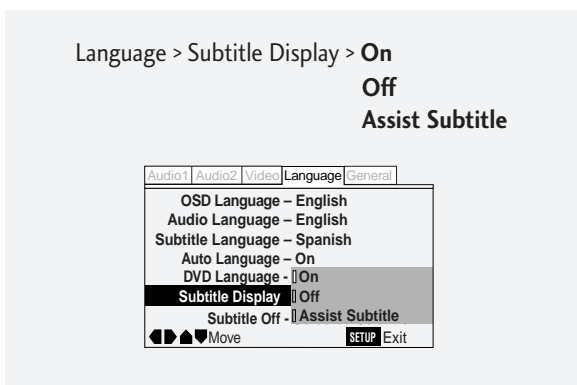 Language > Subtitle Display > On
Off
Assist Subtitle
Audio1 Audio2 Video Language General
OSD Language – English
Audio Language – English
Subtitle Language – Spanish
Auto Language – On
DVD Language - On
Subtitle Display Off
Subtitle Off - Assist Subtitle
Move SETUP Exit